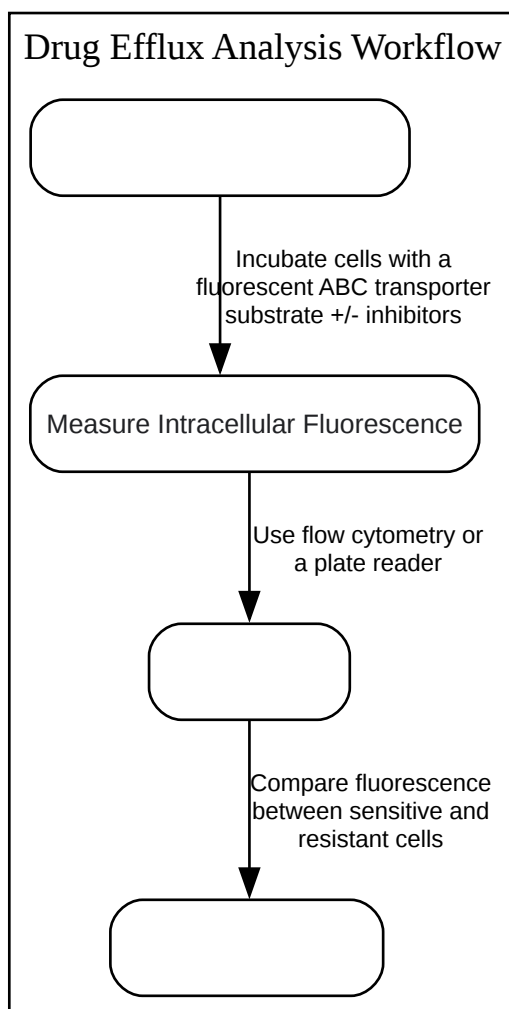 Drug Efflux Analysis Workflow
Incubate cells with a
fluorescent ABC transporter
substrate +/- inhibitors
Measure Intracellular Fluorescence
Use flow cytometry or
a plate reader
Compare fluorescence
between sensitive and
resistant cells